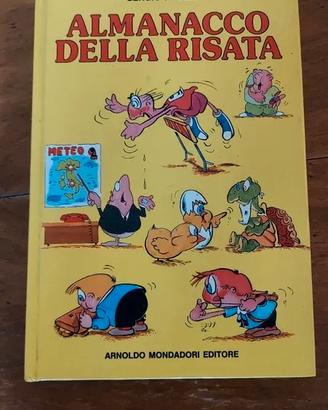 ALMANACCO
DELLA RISATA
METEO
ARNOLDO MONDADORI EDITORE